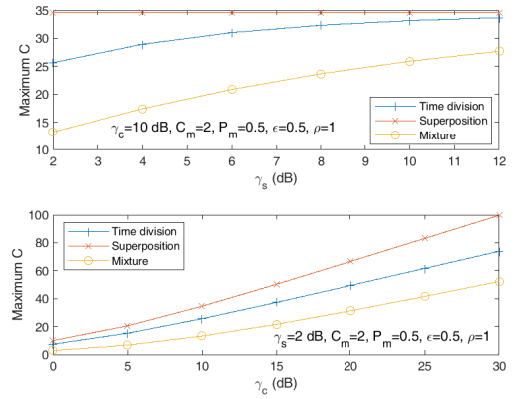 35
30
25
20
15
10
Maximum C
γc=10 dB, Cm=2, Pm=0.5, ϵ=0.5, ρ=1
Time division
Superposition
Mixture
2 3 4 5 6 7 8 9 10 11 12
γs (dB)
100
80
60
40
20
0
Maximum C
Time division
Superposition
Mixture
γs=2 dB, Cm=2, Pm=0.5, ϵ=0.5, ρ=1
0 5 10 15 20 25 30
γc (dB)